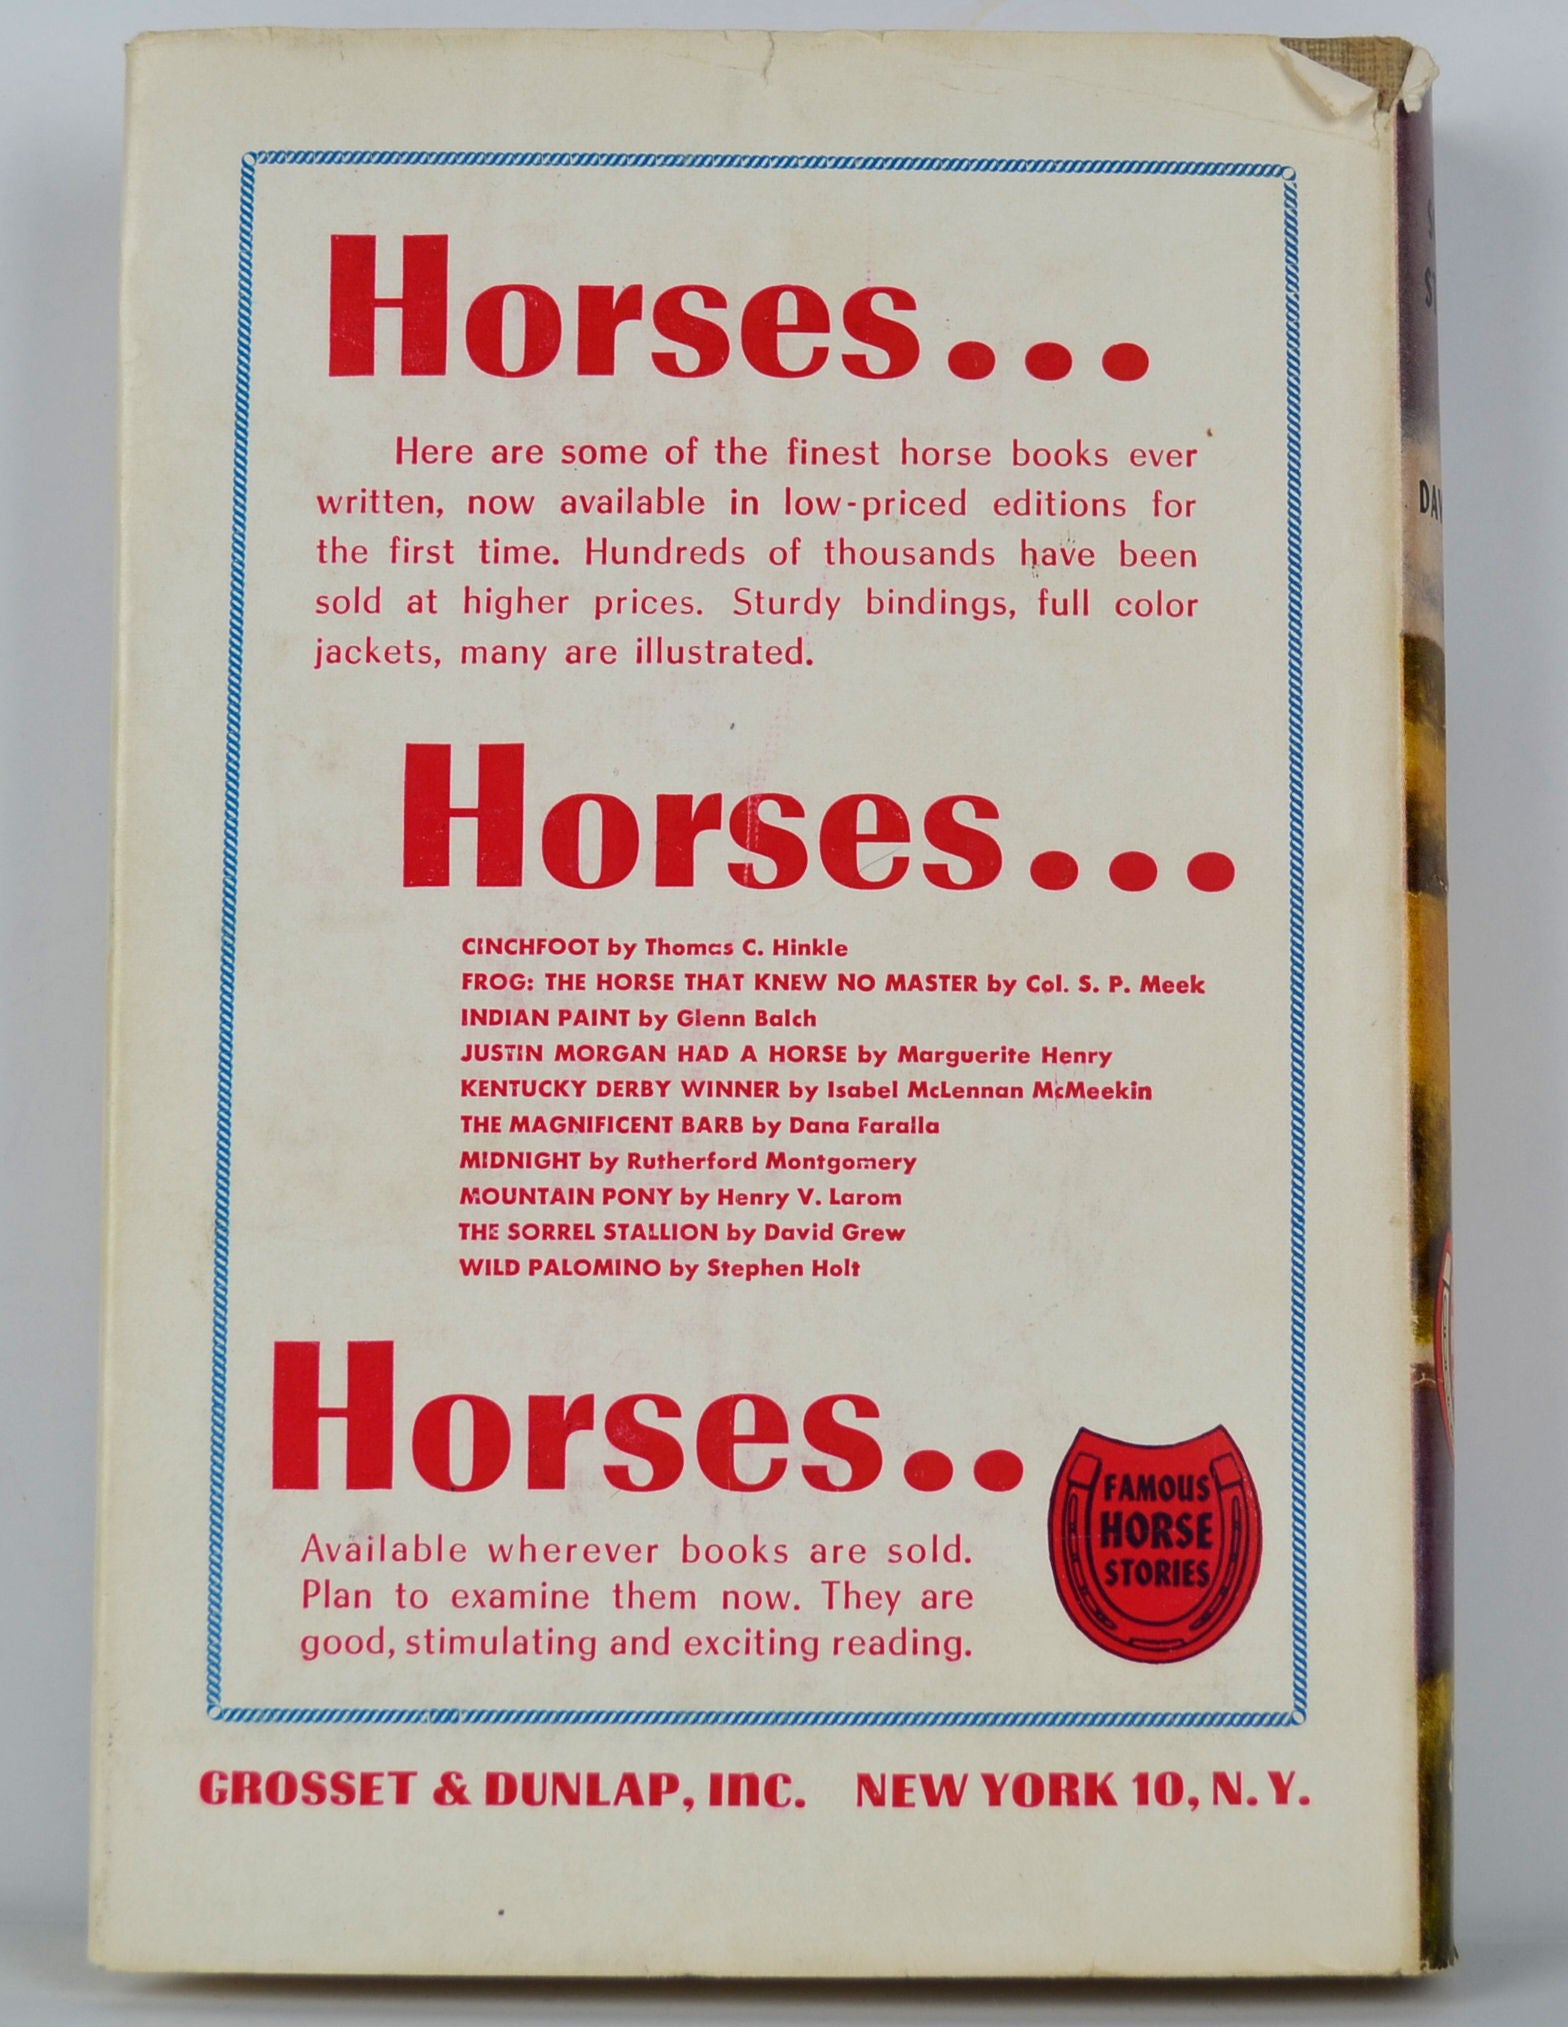 Horses...
Here are some of the finest horse books ever
written, now available in low-priced editions for
the first time. Hundreds of thousands have been
sold at higher prices. Sturdy bindings, full color
jackets, many are illustrated.
Horses...
CINCHFOOT by Thomas C. Hinkle
FROG: THE HORSE THAT KNEW NO MASTER by Col. S. P. Meek
INDIAN PAINT by Glenn Balch
JUSTIN MORGAN HAD A HORSE by Marguerite Henry
KENTUCKY DERBY WINNER by Isabel McLennan McMeekin
THE MAGNIFICENT BARB by Dana Faralla
MIDNIGHT by Rutherford Montgomery
MOUNTAIN PONY by Henry V. Larom
THE SORREL STALLION by David Grew
WILD PALOMINO by Stephen Holt
Horses..
Available wherever books are sold.
Plan to examine them now. They are
good, stimulating and exciting reading.
FAMOUS
HORSE
STORIES
GROSSET & DUNLAP, INC. NEW YORK 10, N. Y.